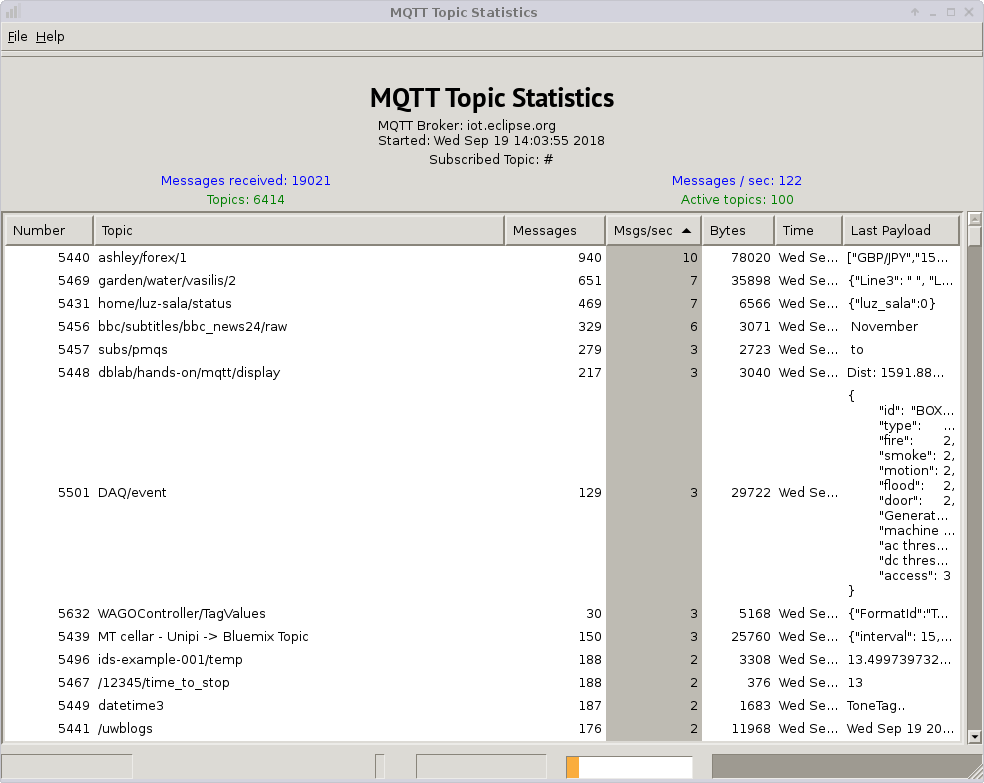 MQTT Topic Statistics
File Help
MQTT Topic Statistics
MQTT Broker: iot.eclipse.org
Started: Wed Sep 19 14:03:55 2018
Subscribed Topic: #
Messages received: 19021 Messages / sec: 122
Topics: 6414 Active topics: 100
Number Topic Messages Msgs/sec Bytes Time Last Payload
5440 ashley/forex/1 940 10 78020 Wed Se... ["GBP/JPY","15...
5469 garden/water/vasilis/2 651 7 35898 Wed Se... {"Line3": " ", "L...
5431 home/luz-sala/status 469 7 6566 Wed Se... {"luz_sala":0}
5456 bbc/subtitles/bbc_news24/raw 329 6 3071 Wed Se... November
5457 subs/pmqs 279 3 2723 Wed Se... to
5448 dblab/hands-on/mqtt/display 217 3 3040 Wed Se... Dist: 1591.88...
{
"id": "BOX...
"type": ...
"fire": 2,
"smoke": 2,
"motion": 2,
"flood": 2,
5501 DAQ/event 129 3 29722 Wed Se...
"door": 2,
"Generat...
"machine ...
"ac thres...
"dc thres...
"access": 3
}
5632 WAGOController/TagValues 30 3 5168 Wed Se... {"FormatId":"T...
5439 MT cellar - Unipi -> Bluemix Topic 150 3 25760 Wed Se... {"interval": 15,...
5496 ids-example-001/temp 188 2 3308 Wed Se... 13.499739732...
5467 /12345/time_to_stop 188 2 376 Wed Se... 13
5449 datetime3 187 2 1683 Wed Se... ToneTag..
5441 /uwblogs 176 2 11968 Wed Se... Wed Sep 19 20...